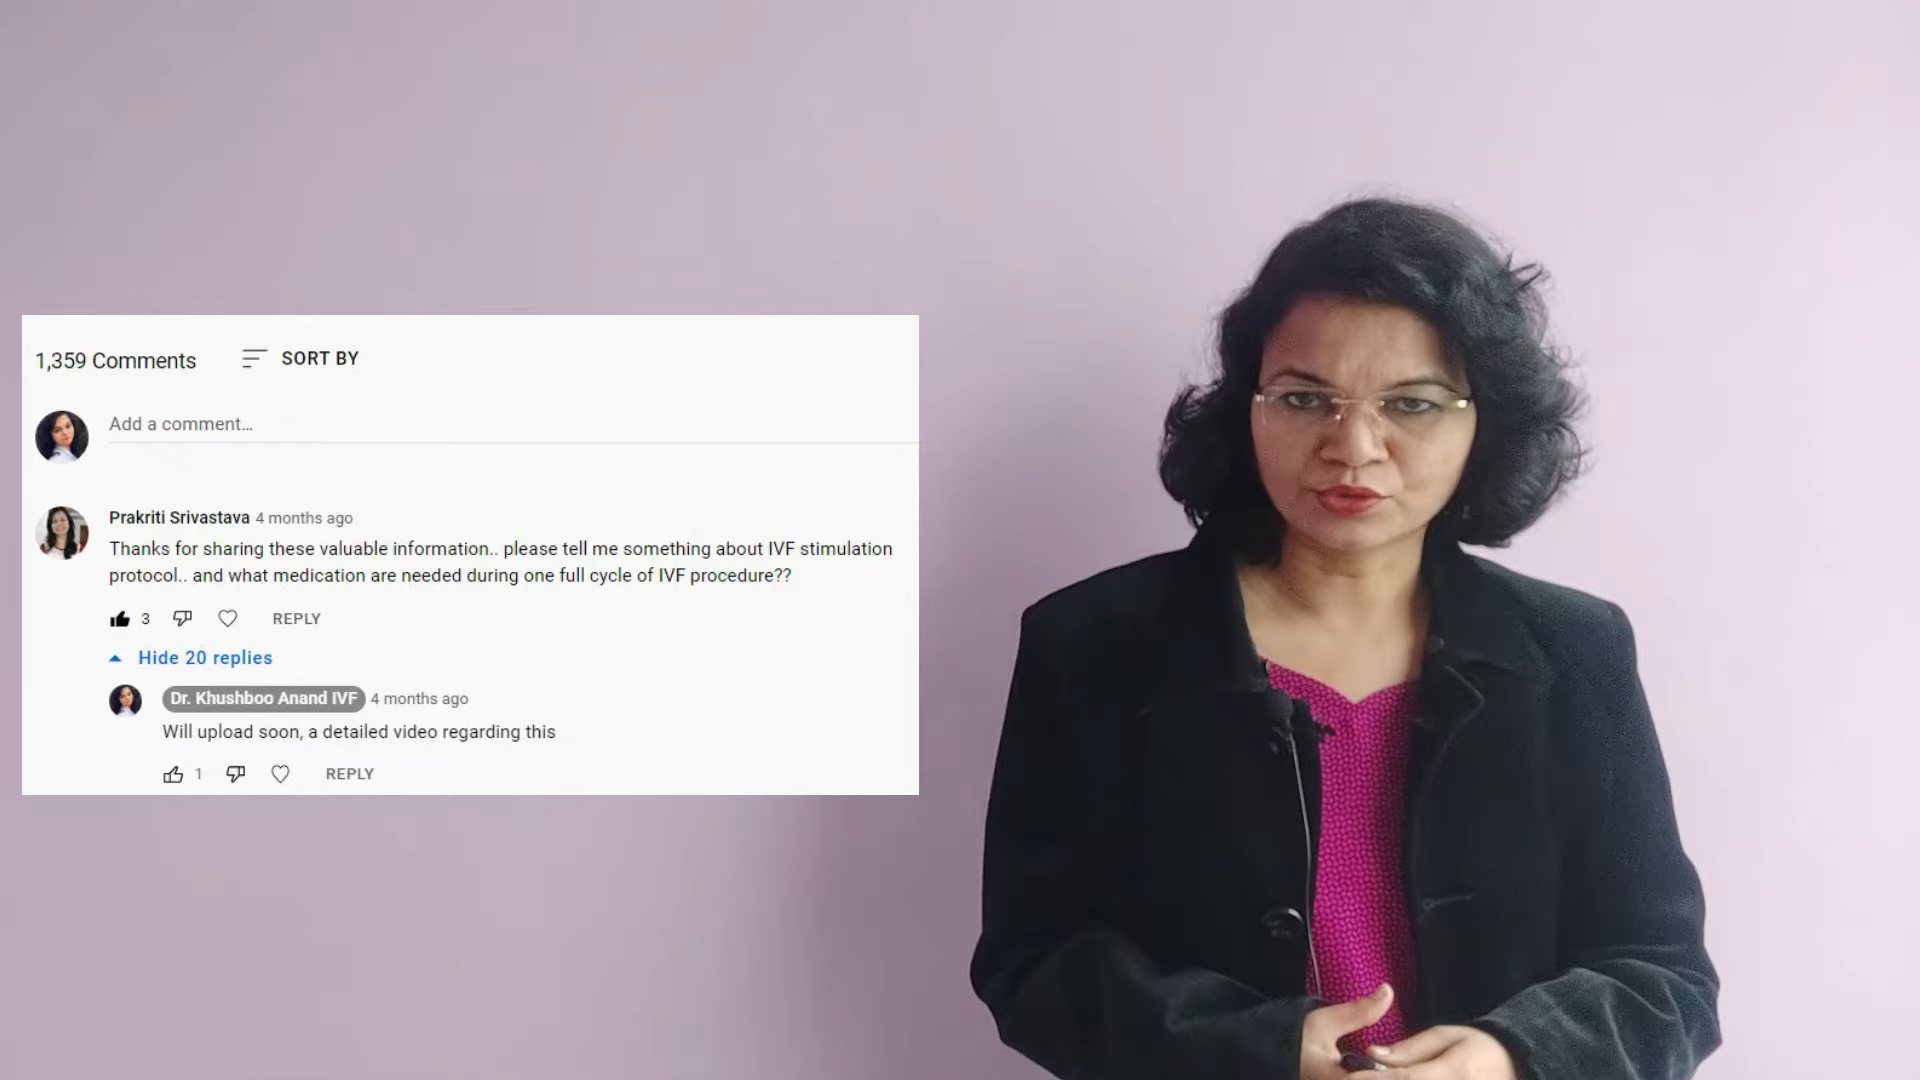 1,359 Comments SORT BY
Add a comment...
Prakriti Srivastava 4 months ago
Thanks for sharing these valuable information.. please tell me something about IVF stimulation
protocol.. and what medication are needed during one full cycle of IVF procedure??
3 REPLY
Hide 20 replies
Dr. Khushboo Anand IVF 4 months ago
Will upload soon, a detailed video regarding this
1 REPLY